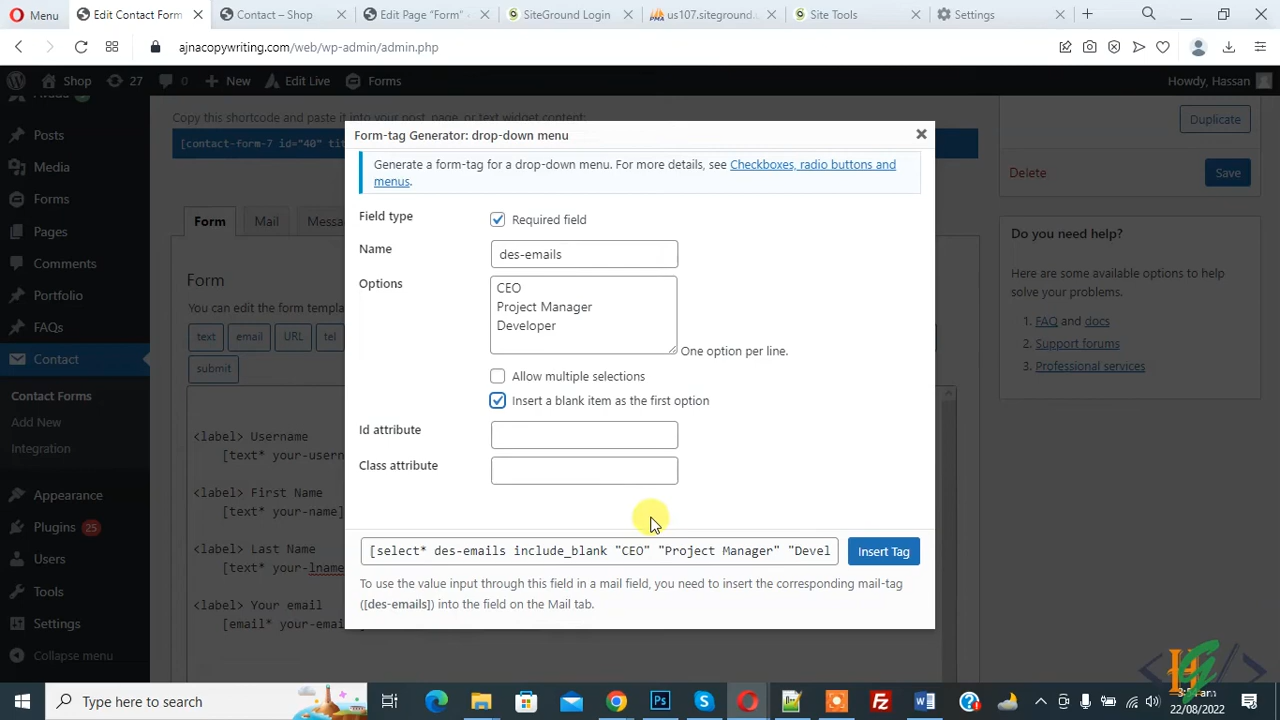 Menu
Edit Contact Form
Contact – Shop
Edit Page “Form”
SiteGround Login
us107.siteground.
Site Tools
Settings
ajnacopywriting.com/web/wp-admin/admin.php
Shop
27
0
New
Edit Live
Forms
Howdy, Hassan
Posts
Media
Forms
Pages
Comments
Portfolio
FAQs
Contact
Contact Forms
Add New
Integration
Appearance
Plugins 25
Users
Tools
Settings
Collapse menu
Copy this shortcode and paste it into your post, page, or text widget content:
[contact-form-7 id="40" tit
Form
Mail
Messa
Form
You can edit the form templa
text
email
URL
tel
submit
<label> Username
[text* your-usern
<label> First Name
[text* your-name]
<label> Last Name
[text* your-lname
<label> Your email
[email* your-emai
Form-tag Generator: drop-down menu
Generate a form-tag for a drop-down menu. For more details, see Checkboxes, radio buttons and
menus.
Field type
Required field
Name
des-emails
Options
CEO
Project Manager
Developer
One option per line.
Allow multiple selections
Insert a blank item as the first option
Id attribute
Class attribute
[select* des-emails include_blank "CEO" "Project Manager" "Devel
Insert Tag
To use the value input through this field in a mail field, you need to insert the corresponding mail-tag
([des-emails]) into the field on the Mail tab.
Duplicate
Delete
Save
Do you need help?
Here are some available options to help
solve your problems.
1. FAQ and docs
2. Support forums
3. Professional services
Type here to search
22/08/2022